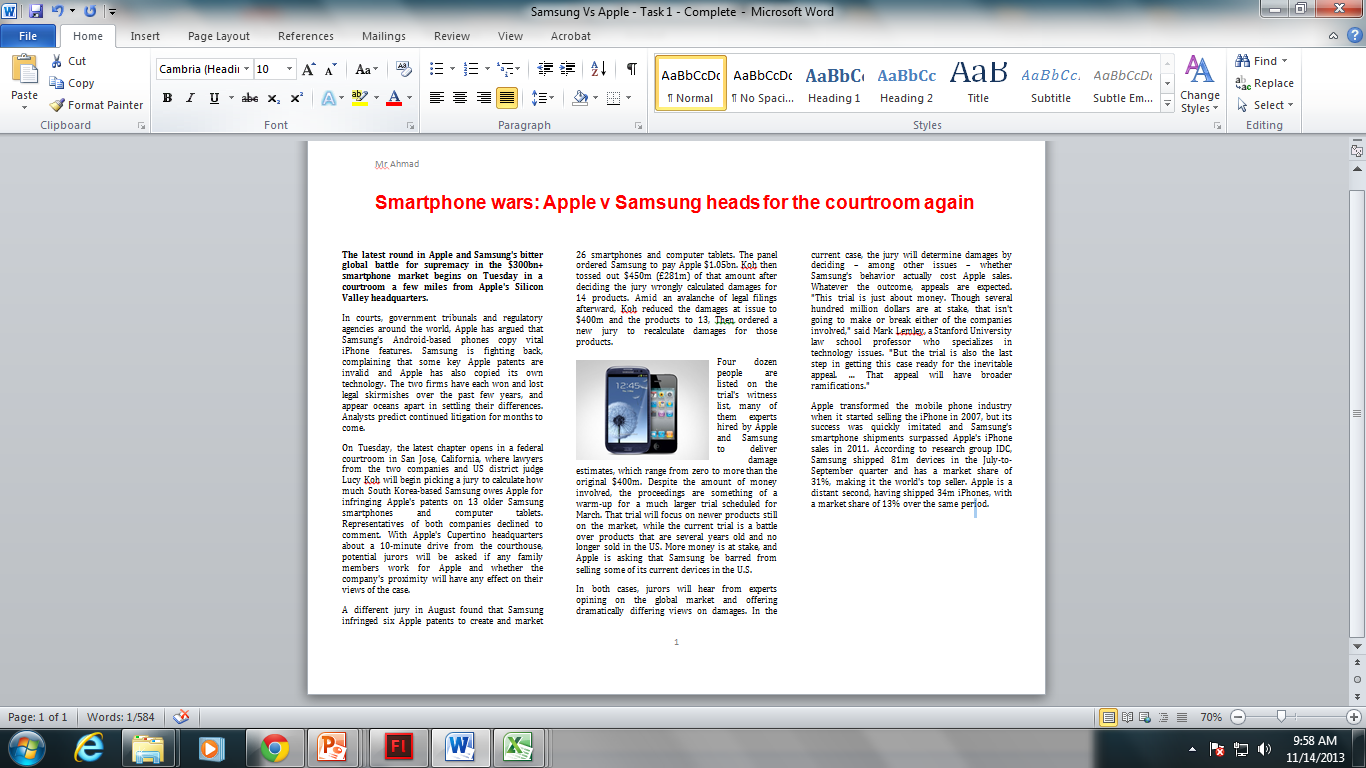 Samsung Vs Apple - Task 1 - Complete - Microsoft Word
File Home Insert Page Layout References Mailings Review View Acrobat
Paste
Cut
Copy
Format Painter
Clipboard
Cambria (Headi 10
Font
Paragraph
AaBbCcDc AaBbCcDc AaBbC AaBbCc AaB AaBbCc. AaBbCcDc
¶ Normal ¶ No Spaci... Heading 1 Heading 2 Title Subtitle Subtle Em...
Change
Styles
Styles
Find
Replace
Select
Editing
Mr Ahmad
Smartphone wars: Apple v Samsung heads for the courtroom again
The latest round in Apple and Samsung's bitter
global battle for supremacy in the $300bn+
smartphone market begins on Tuesday in a
courtroom a few miles from Apple's Silicon
Valley headquarters.
In courts, government tribunals and regulatory
agencies around the world, Apple has argued that
Samsung's Android-based phones copy vital
iPhone features. Samsung is fighting back,
complaining that some key Apple patents are
invalid and Apple has also copied its own
technology. The two firms have each won and lost
legal skirmishes over the past few years, and
appear oceans apart in settling their differences.
Analysts predict continued litigation for months to
come.
On Tuesday, the latest chapter opens in a federal
courtroom in San Jose, California, where lawyers
from the two companies and US district judge
Lucy Koh will begin picking a jury to calculate how
much South Korea-based Samsung owes Apple for
infringing Apple's patents on 13 older Samsung
smartphones and computer tablets.
Representatives of both companies declined to
comment. With Apple's Cupertino headquarters
about a 10-minute drive from the courthouse,
potential jurors will be asked if any family
members work for Apple and whether the
company's proximity will have any effect on their
views of the case.
A different jury in August found that Samsung
infringed six Apple patents to create and market
26 smartphones and computer tablets. The panel
ordered Samsung to pay Apple $1.05bn. Koh then
tossed out $450m (£281m) of that amount after
deciding the jury wrongly calculated damages for
14 products. Amid an avalanche of legal filings
afterward, Koh reduced the damages at issue to
$400m and the products to 13, Then ordered a
new jury to recalculate damages for those
products.
12:45
Four dozen
people are
listed on the
trial's witness
list, many of
them experts
hired by Apple
and Samsung
to deliver
damage
estimates, which range from zero to more than the
original $400m. Despite the amount of money
involved, the proceedings are something of a
warm-up for a much larger trial scheduled for
March. That trial will focus on newer products still
on the market, while the current trial is a battle
over products that are several years old and no
longer sold in the US. More money is at stake, and
Apple is asking that Samsung be barred from
selling some of its current devices in the U.S.
In both cases, jurors will hear from experts
opining on the global market and offering
dramatically differing views on damages. In the
current case, the jury will determine damages by
deciding – among other issues – whether
Samsung's behavior actually cost Apple sales.
Whatever the outcome, appeals are expected.
"This trial is just about money. Though several
hundred million dollars are at stake, that isn't
going to make or break either of the companies
involved," said Mark Lemley, a Stanford University
law school professor who specializes in
technology issues. "But the trial is also the last
step in getting this case ready for the inevitable
appeal. ... That appeal will have broader
ramifications."
Apple transformed the mobile phone industry
when it started selling the iPhone in 2007, but its
success was quickly imitated and Samsung's
smartphone shipments surpassed Apple's iPhone
sales in 2011. According to research group IDC,
Samsung shipped 81m devices in the July-to-
September quarter and has a market share of
31%, making it the world's top seller. Apple is a
distant second, having shipped 34m iPhones, with
a market share of 13% over the same period.
1
Page: 1 of 1 Words: 1/584 70%
9:58 AM
11/14/2013